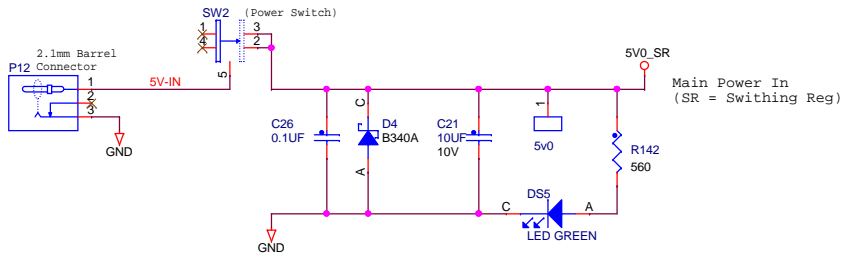 SW2
(Power Switch)
1
4
3
2
5
2.1mm Barrel
Connector
P12
1
2
3
5V-IN
GND
5V0_SR
Main Power In
(SR = Swithing Reg)
C26
0.1UF
C
D4
B340A
A
C21
10UF
10V
1
5v0
R142
560
DS5
C
A
LED GREEN
GND